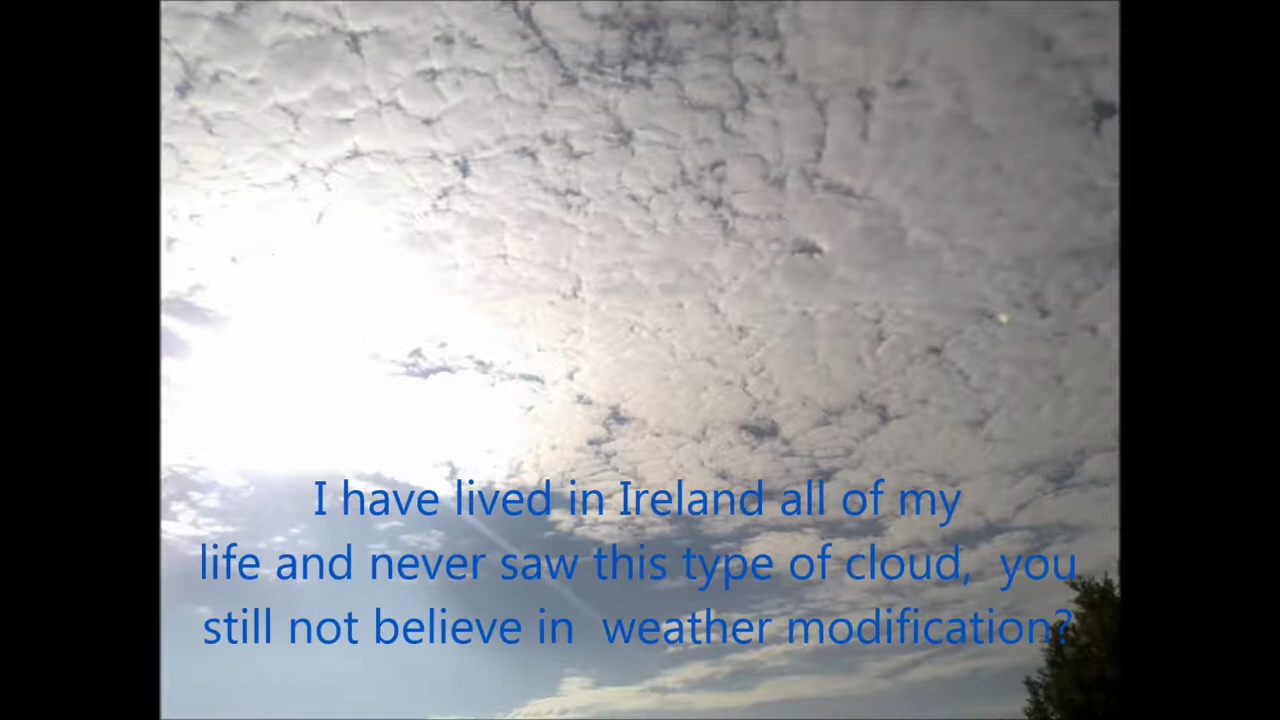 I have lived in Ireland all of my
life and never saw this type of cloud,  you
still not believe in  weather modification?